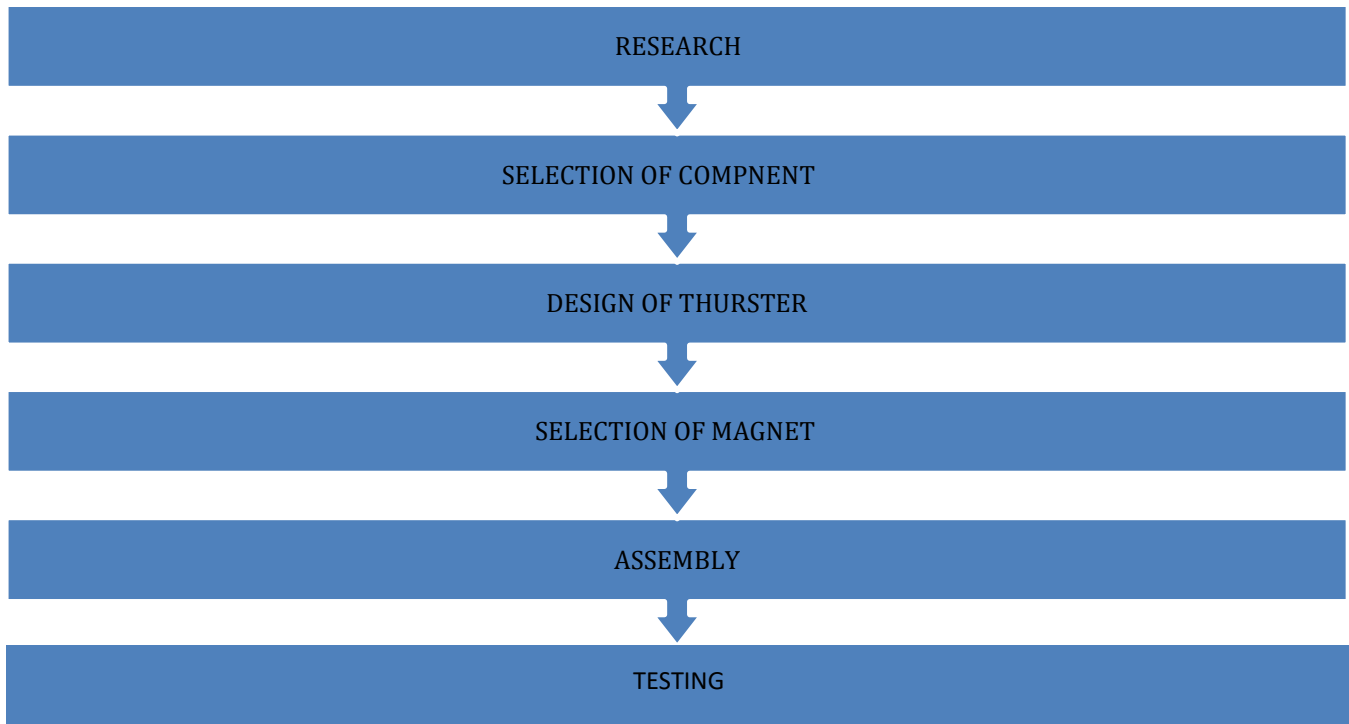 RESEARCH
SELECTION OF COMPNENT
DESIGN OF THURSTER
SELECTION OF MAGNET
ASSEMBLY
TESTING